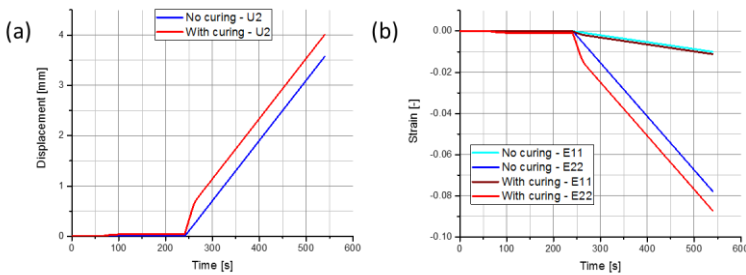 (a)
No curing - U2
With curing - U2
Displacement [mm]
4
3
2
1
0
0 100 200 300 400 500 600
Time [s]
(b)
Strain [-]
0.00
-0.02
-0.04
-0.06
-0.08
-0.10
No curing - E11
No curing - E22
With curing - E11
With curing - E22
0 100 200 300 400 500 600
Time [s]